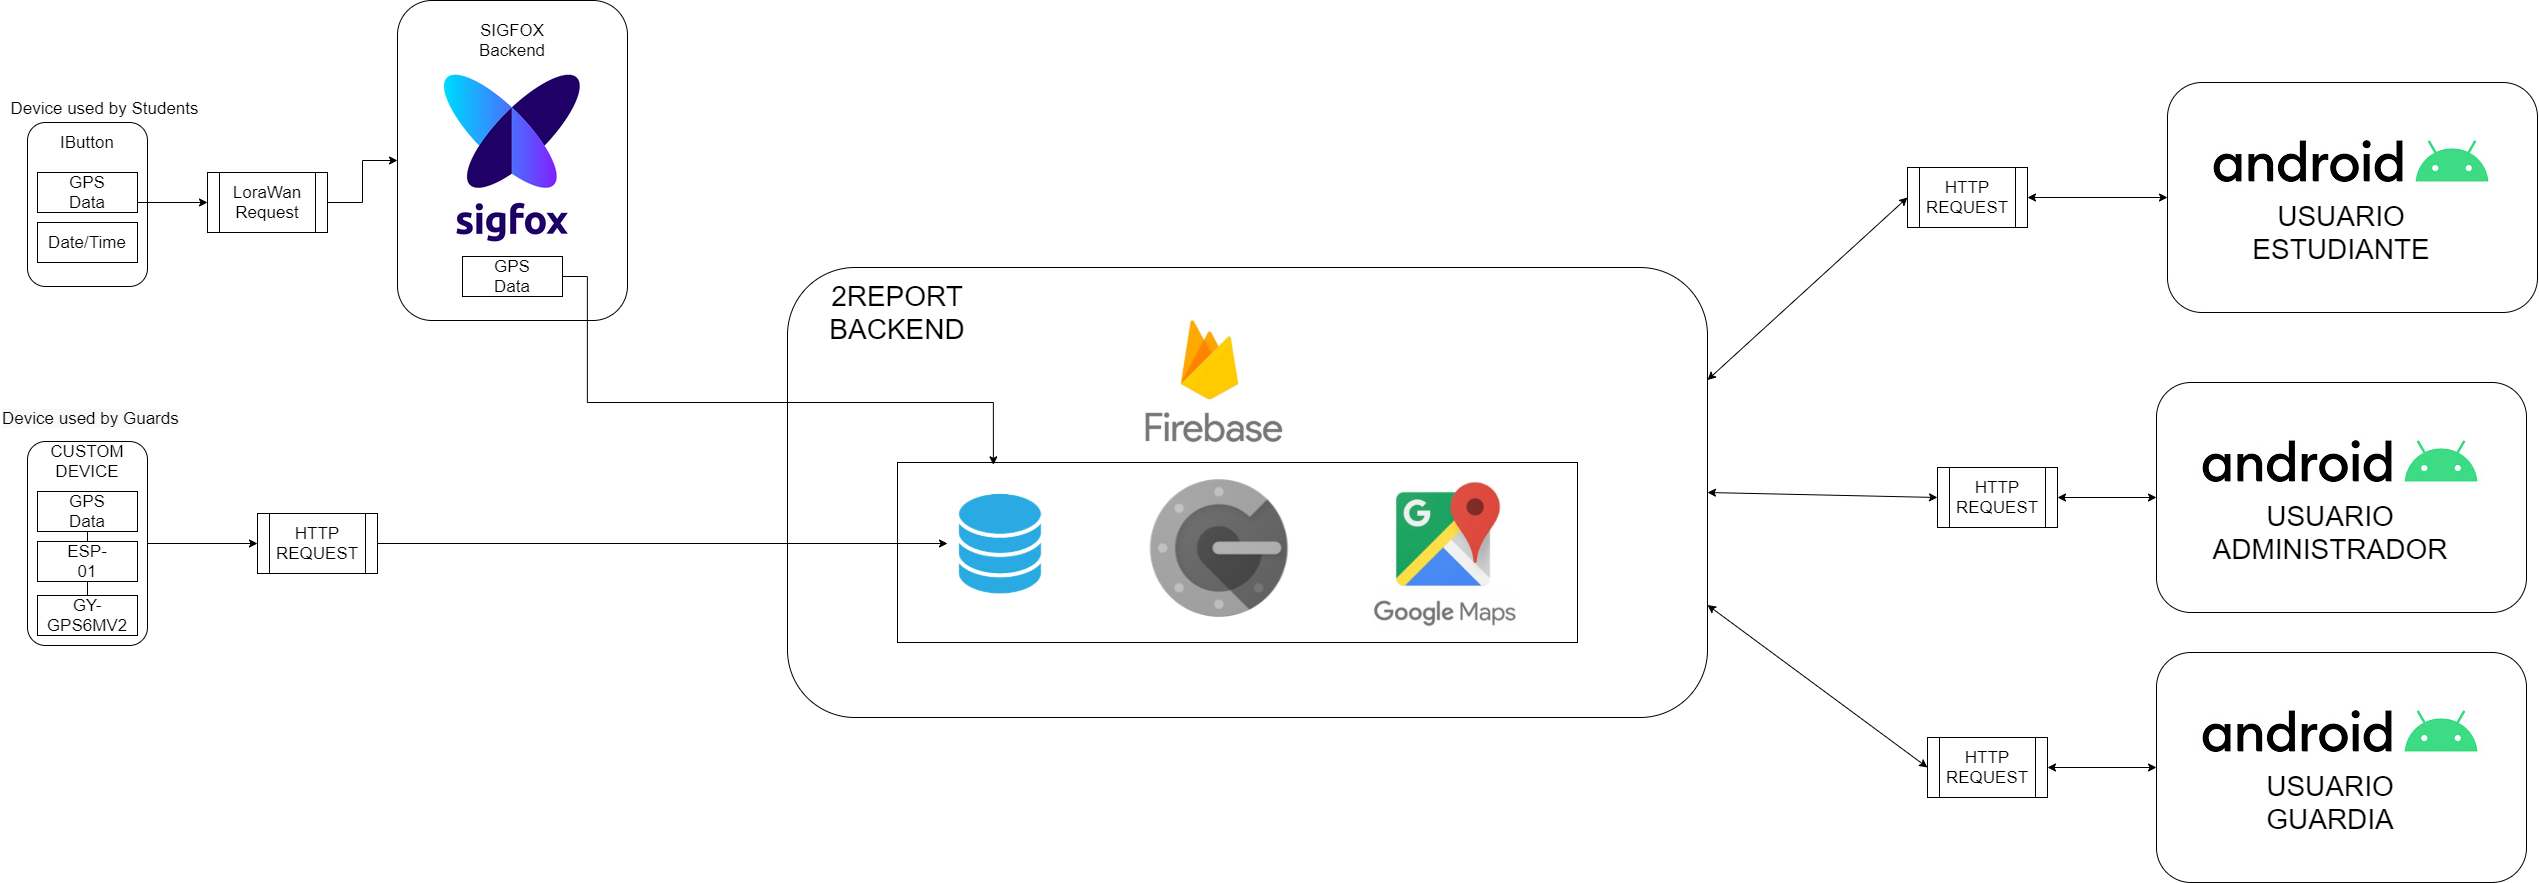 SIGFOX
Backend
sigfox
GPS
Data
Device used by Students
IButton
GPS
Data
Date/Time
LoraWan
Request
Device used by Guards
CUSTOM
DEVICE
GPS
Data
ESP-
01
GY-
GPS6MV2
HTTP
REQUEST
2REPORT
BACKEND
Firebase
G
Google Maps
HTTP
REQUEST
android
USUARIO
ESTUDIANTE
HTTP
REQUEST
android
USUARIO
ADMINISTRADOR
HTTP
REQUEST
android
USUARIO
GUARDIA